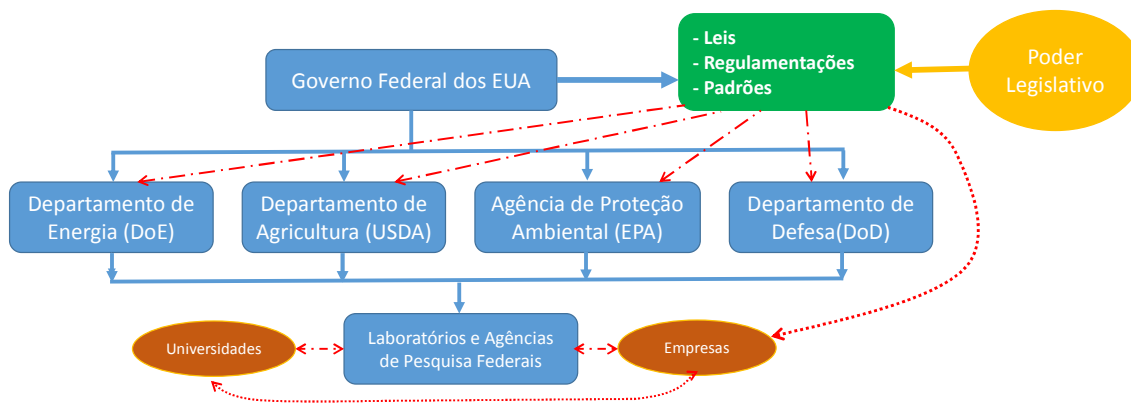 - Leis
- Regulamentações
- Padrões
Poder
Legislativo
Governo Federal dos EUA
Departamento de
Energia (DoE)
Departamento de
Agricultura (USDA)
Agência de Proteção
Ambiental (EPA)
Departamento de
Defesa(DoD)
Universidades
Laboratórios e Agências
de Pesquisa Federais
Empresas